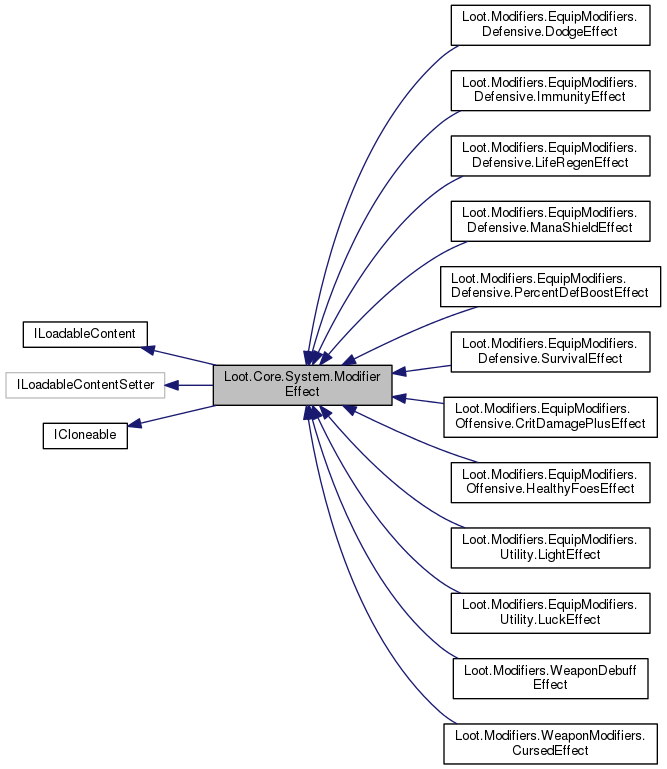 ILoadableContent
ILoadableContentSetter
ICloneable
Loot.Core.System.Modifier
Effect
Loot.Modifiers.EquipModifiers.
Defensive.DodgeEffect
Loot.Modifiers.EquipModifiers.
Defensive.ImmunityEffect
Loot.Modifiers.EquipModifiers.
Defensive.LifeRegenEffect
Loot.Modifiers.EquipModifiers.
Defensive.ManaShieldEffect
Loot.Modifiers.EquipModifiers.
Defensive.PercentDefBoostEffect
Loot.Modifiers.EquipModifiers.
Defensive.SurvivalEffect
Loot.Modifiers.EquipModifiers.
Offensive.CritDamagePlusEffect
Loot.Modifiers.EquipModifiers.
Offensive.HealthyFoesEffect
Loot.Modifiers.EquipModifiers.
Utility.LightEffect
Loot.Modifiers.EquipModifiers.
Utility.LuckEffect
Loot.Modifiers.WeaponDebuff
Effect
Loot.Modifiers.WeaponModifiers.
CursedEffect